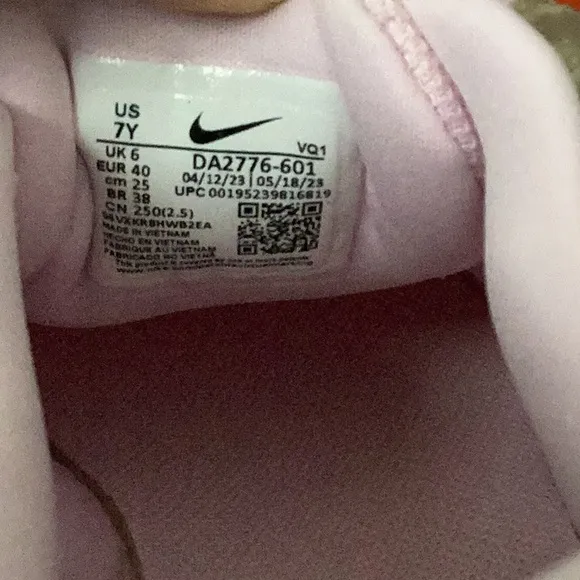 US
7Y
VQ1
UK 6
DA2776-601
EUR 40
04/12/23 | 05/18/23
cm 25
UPC 00195239816819
BR 38
CN 250(2.5)
MADE IN VIETNAM
HECHO EN VIETNAM
FABRIQUE AU VIETNAM
FABRICADO NO VIETNA